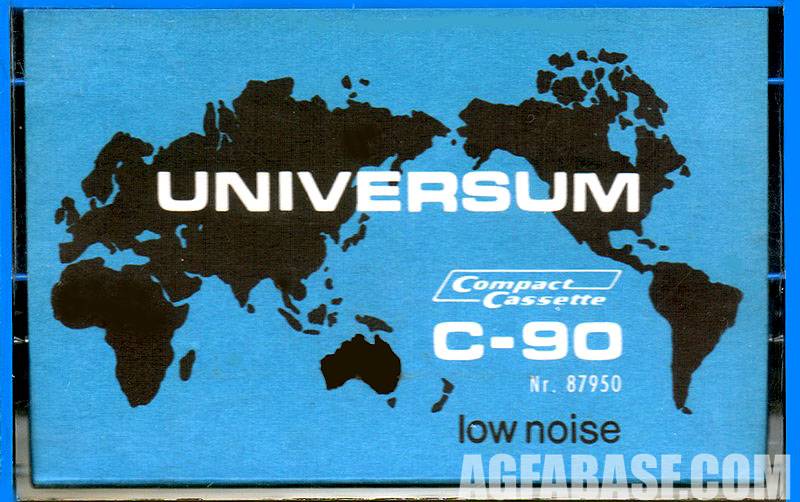 UNIVERSUM
Compact
Cassette
C-90
Nr. 87950
low noise
AGFABASE.COM